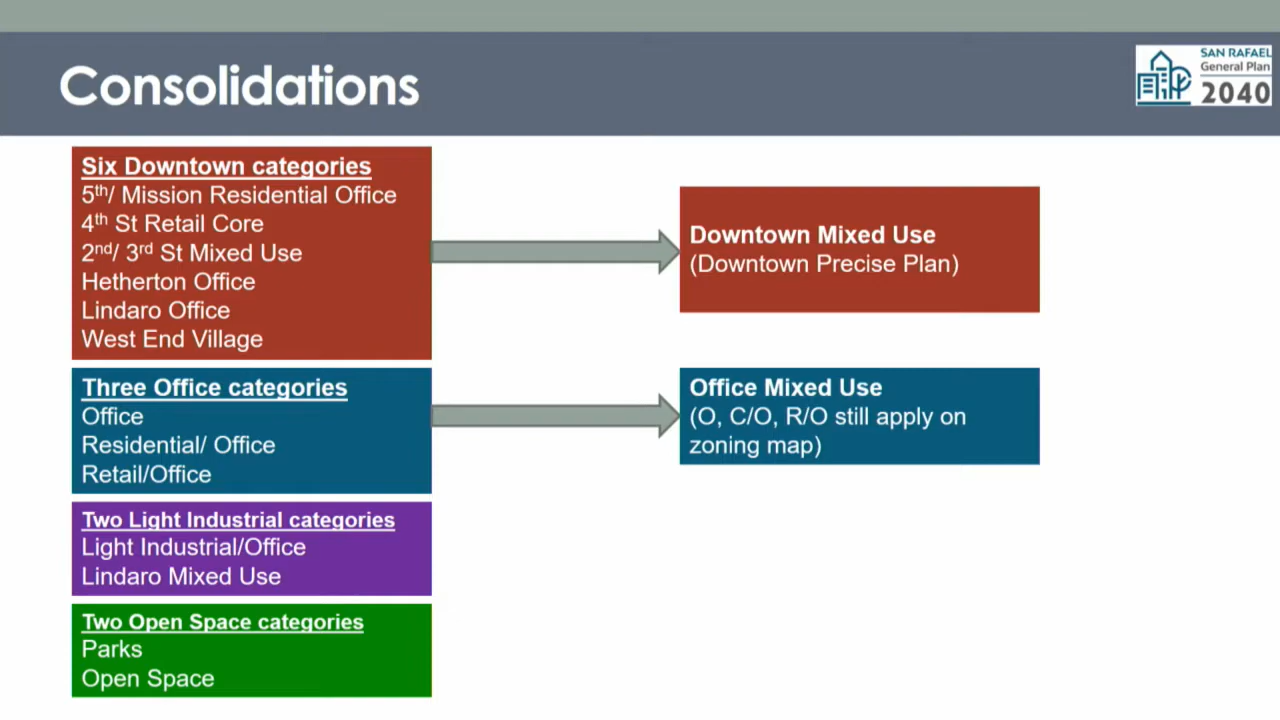 Consolidations
SAN RAFAEL
General Plan
2040
Six Downtown categories
5th/ Mission Residential Office
4th St Retail Core
2nd/ 3rd St Mixed Use
Hetherton Office
Lindaro Office
West End Village
Downtown Mixed Use
(Downtown Precise Plan)
Three Office categories
Office
Residential/ Office
Retail/Office
Office Mixed Use
(O, C/O, R/O still apply on
zoning map)
Two Light Industrial categories
Light Industrial/Office
Lindaro Mixed Use
Two Open Space categories
Parks
Open Space